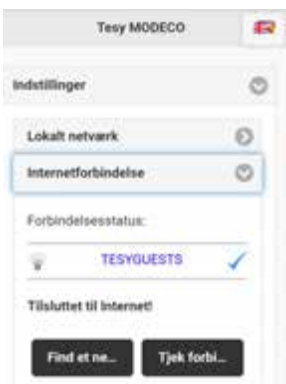 Tesy MODECO
Indstillinger
Lokalt netværk
Internetforbindelse
Forbindelsesstatus:
TESYGUESTS
Tilsluttet til Internet!
Find et ne...
Tjek forbi...